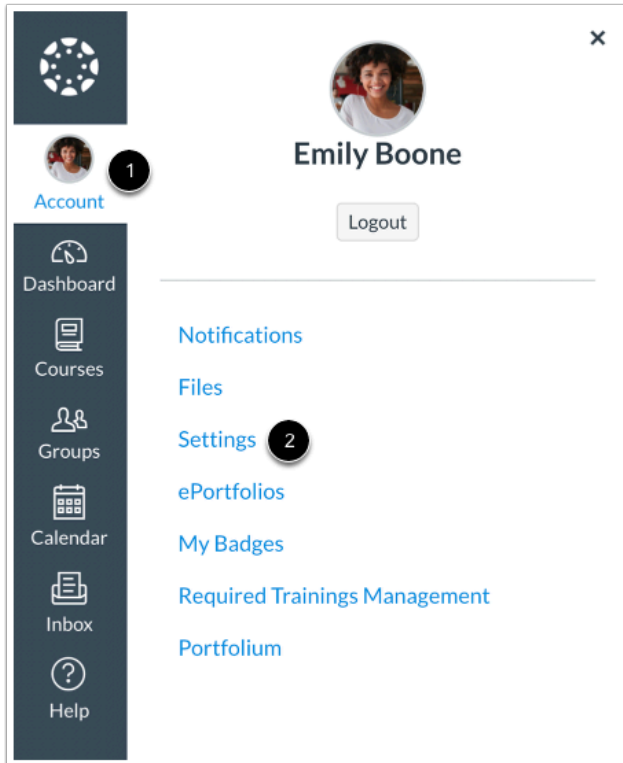 1
Account
Dashboard
Courses
Groups
Calendar
Inbox
Help
Emily Boone
Logout
Notifications
Files
Settings 2
ePortfolios
My Badges
Required Trainings Management
Portfolium